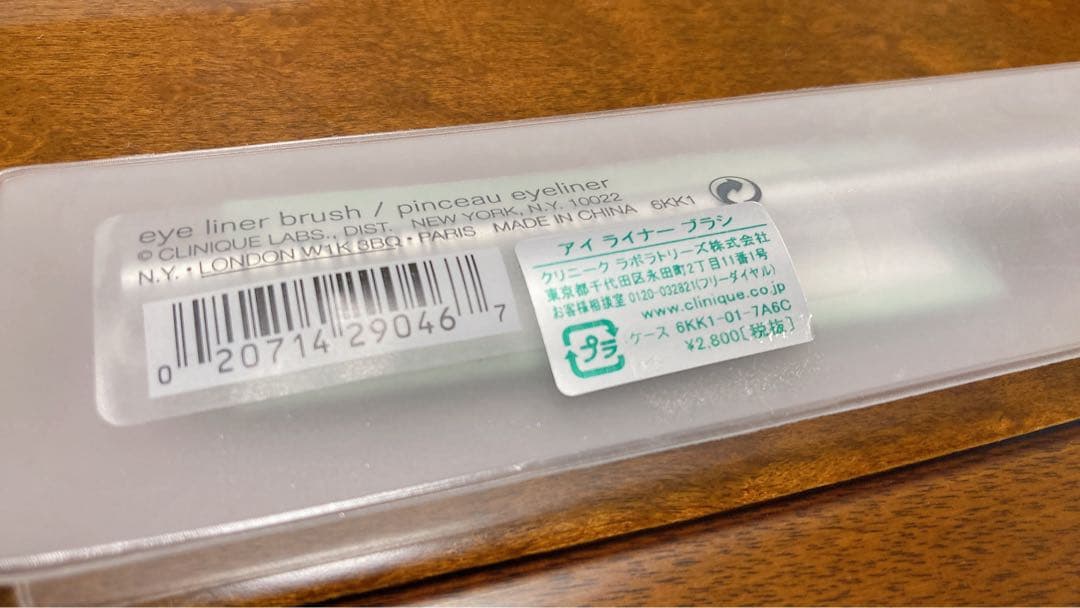 eye liner brush / pinceau eyeliner
© CLINIQUE LABS., DIST. NEW YORK, N.Y. 10022
N.Y. • LONDON W1K 3BQ • PARIS MADE IN CHINA 6KK1
0 20714 29046 7
アイ ライナー ブラシ
クリニーク ラボラトリーズ株式会社
東京都千代田区永田町2丁目11番1号
お客様相談室 0120-032821(フリーダイヤル)
www.clinique.co.jp
ケース 6KK1-01-7A6C
プラ
¥2,800[税抜]